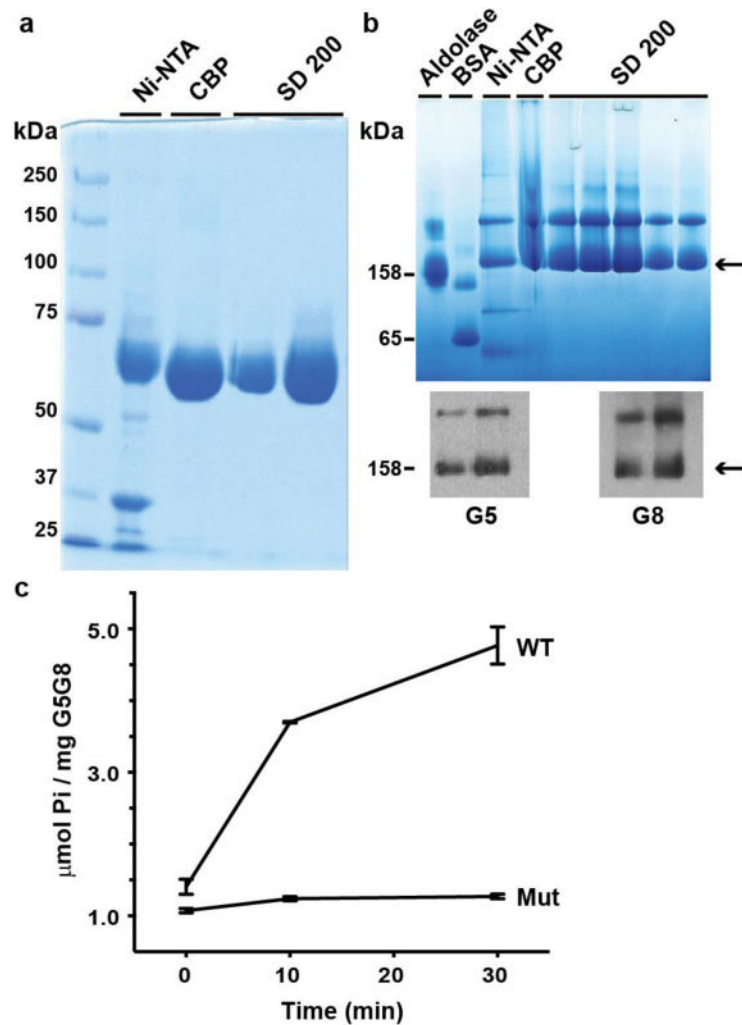 a
Ni-NTA
CBP
SD 200
kDa
250
150
100
75
50
37
25
b
Aldolase
BSA
Ni-NTA
CBP
SD 200
kDa
158
65
158
G5
G8
c
5.0
3.0
1.0
µmol Pi / mg G5G8
WT
Mut
0
10
20
30
Time (min)